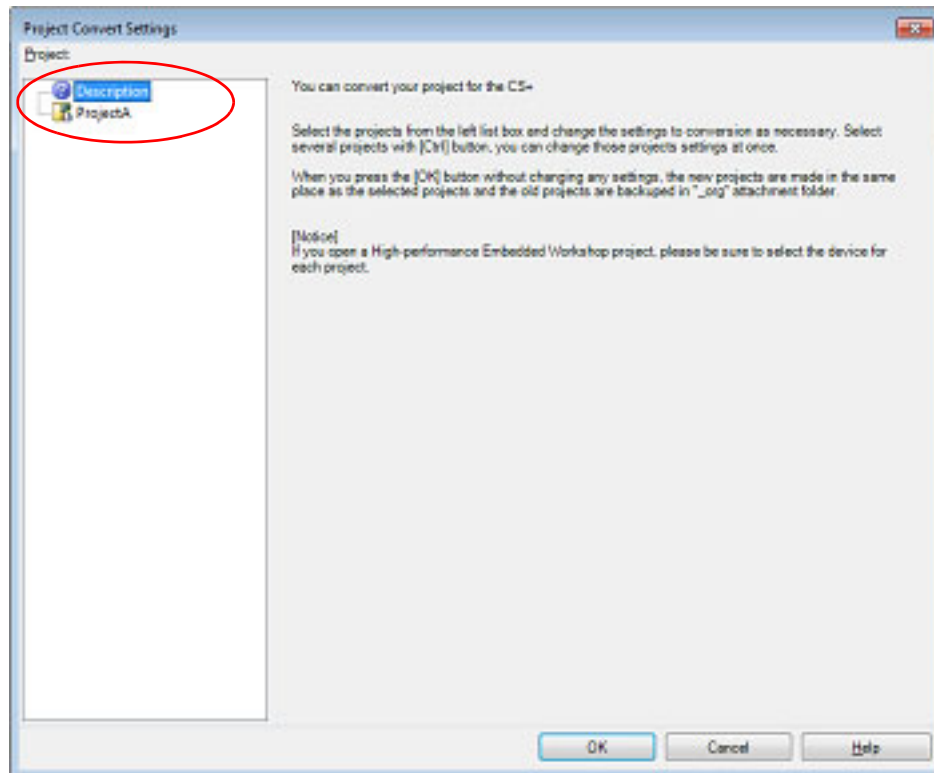 Project Convert Settings
Project:
Description
ProjectA
You can convert your project for the CS+
Select the projects from the left list box and change the settings to conversion as necessary. Select
several projects with [Ctrl] button, you can change those projects settings at once.
When you press the [OK] button without changing any settings, the new projects are made in the same
place as the selected projects and the old projects are backuped in "_org" attachment folder.
[Notice]
If you open a High-performance Embedded Workshop project, please be sure to select the device for
each project.
OK
Cancel
Help